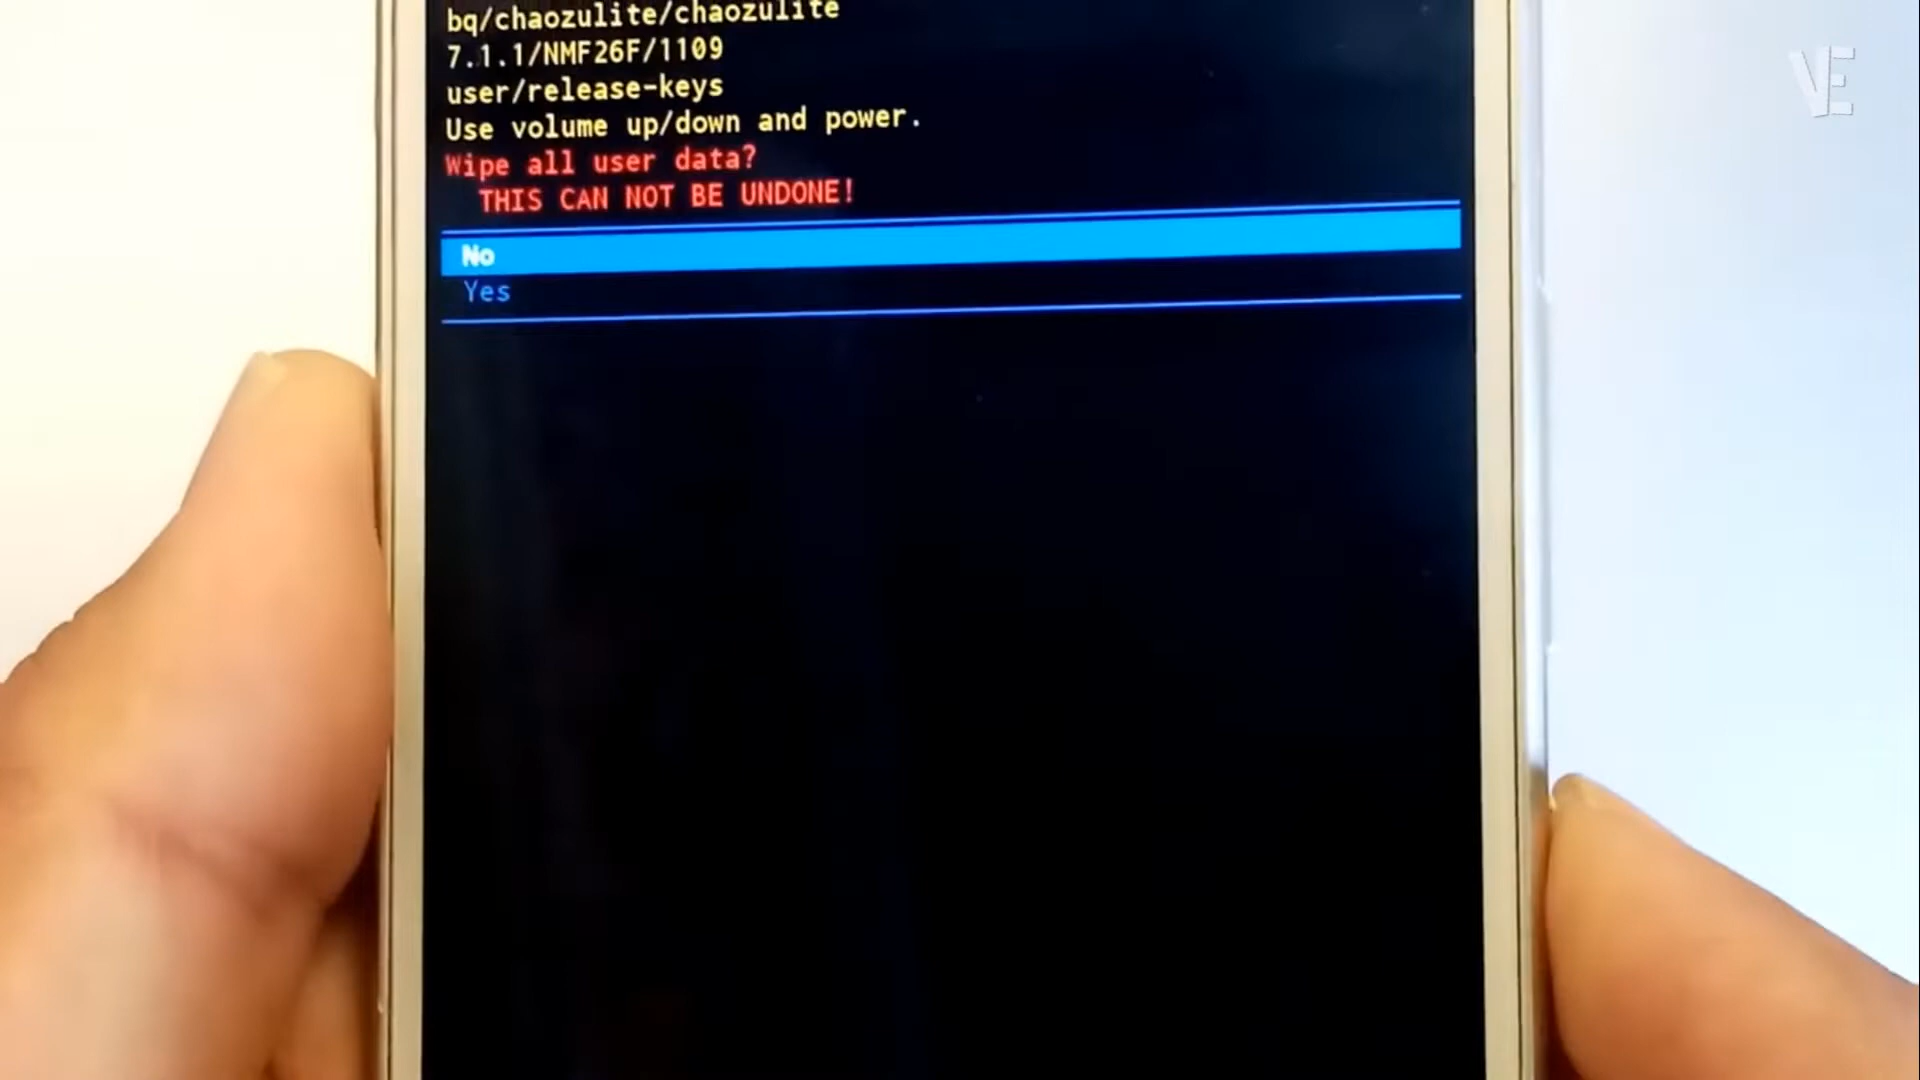 bq/chaozulite/chaozulite
7.1.1/NMF26F/1109
user/release-keys
Use volume up/down and power.
Wipe all user data?
THIS CAN NOT BE UNDONE!
No
Yes
VE